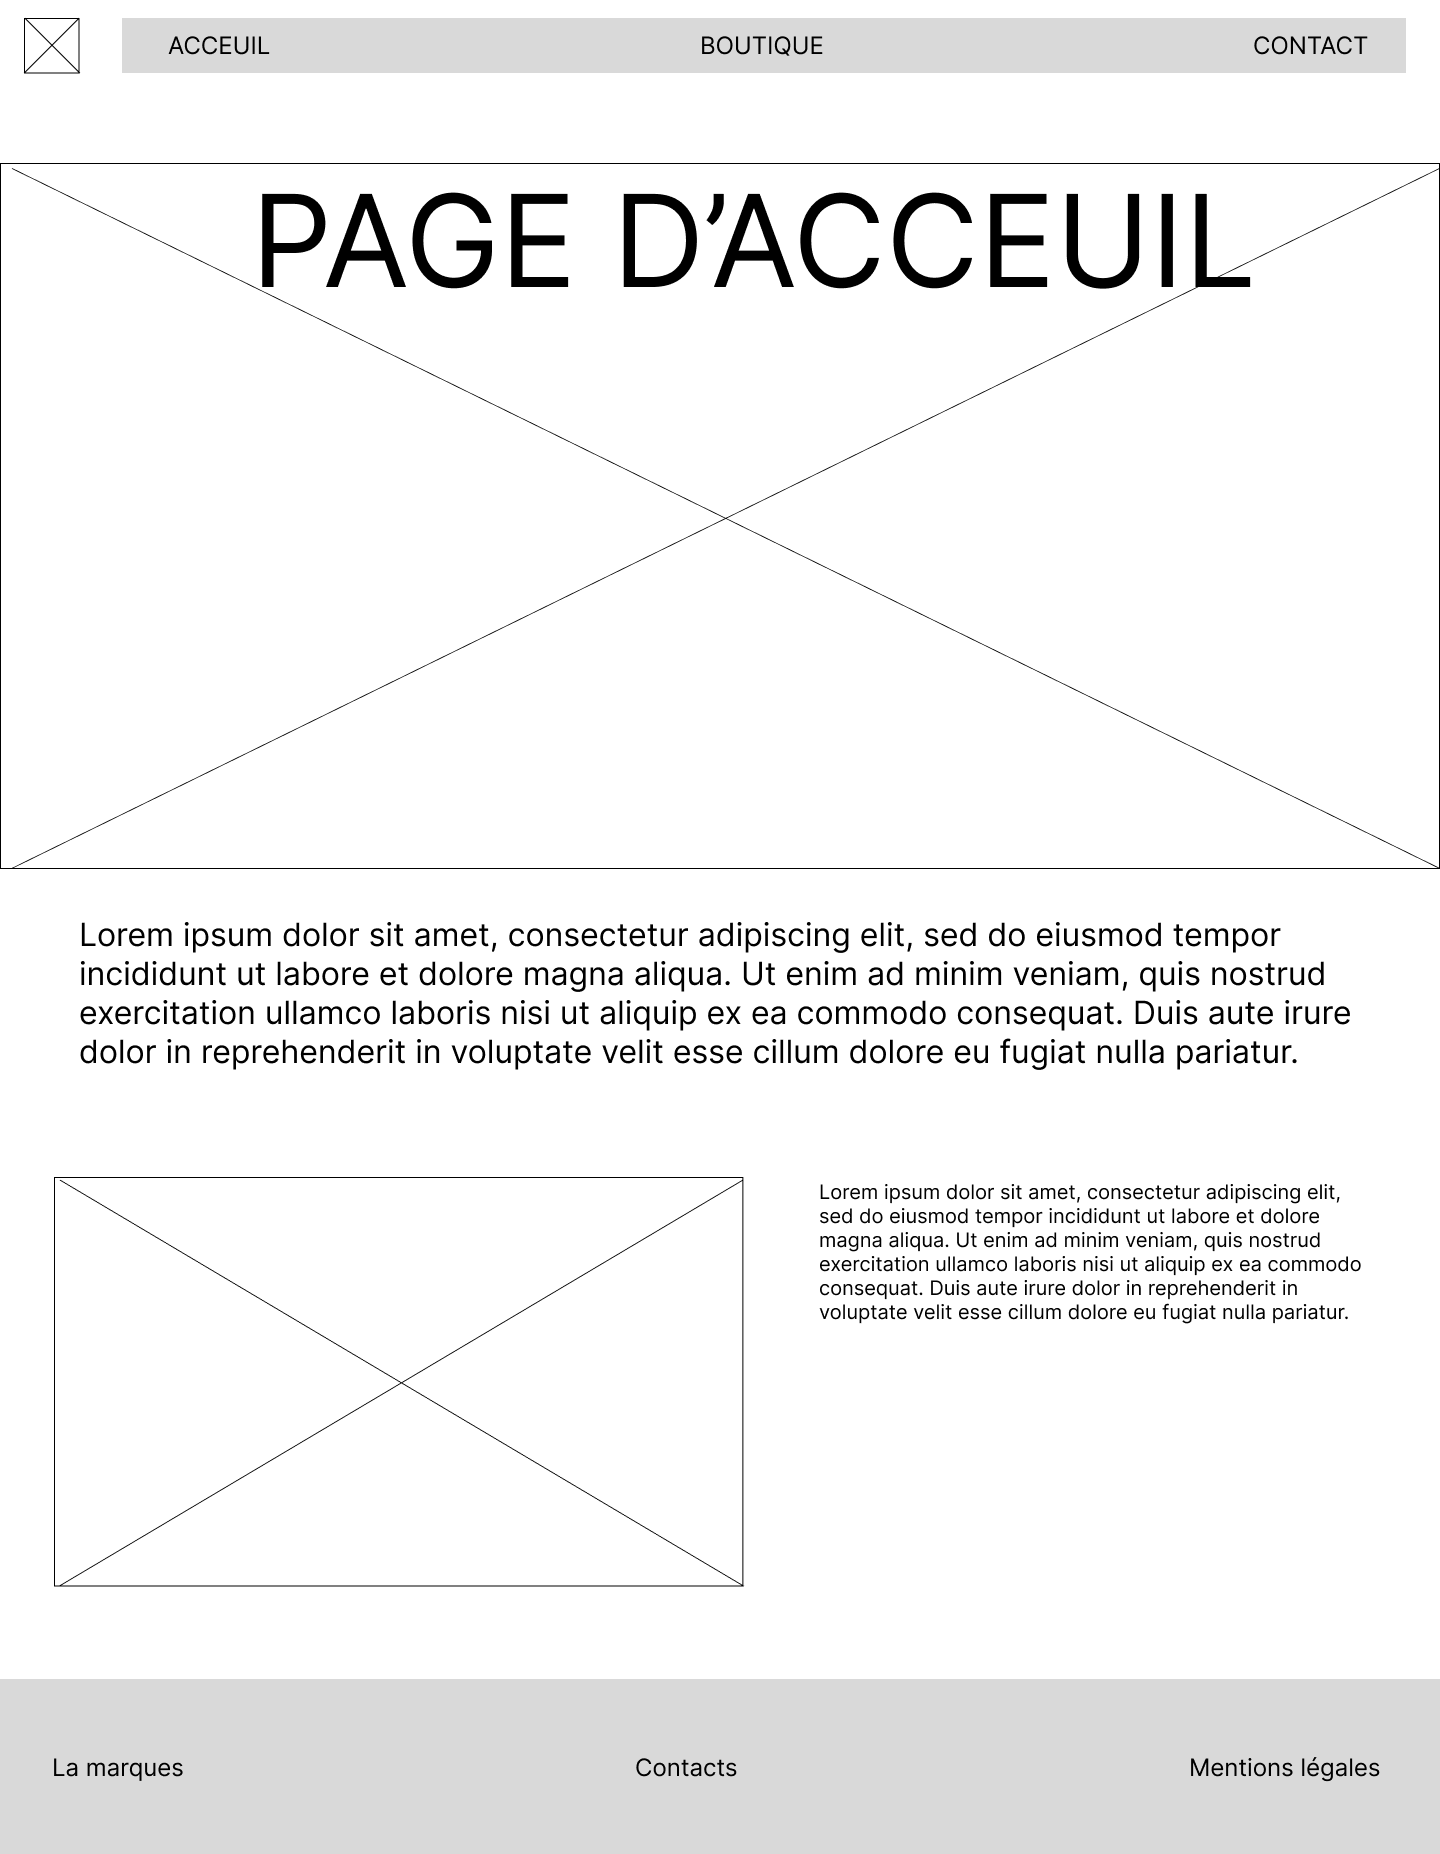 ACCEUIL
BOUTIQUE
CONTACT
PAGE D’ACCEUIL
Lorem ipsum dolor sit amet, consectetur adipiscing elit, sed do eiusmod tempor
incididunt ut labore et dolore magna aliqua. Ut enim ad minim veniam, quis nostrud
exercitation ullamco laboris nisi ut aliquip ex ea commodo consequat. Duis aute irure
dolor in reprehenderit in voluptate velit esse cillum dolore eu fugiat nulla pariatur.
Lorem ipsum dolor sit amet, consectetur adipiscing elit,
sed do eiusmod tempor incididunt ut labore et dolore
magna aliqua. Ut enim ad minim veniam, quis nostrud
exercitation ullamco laboris nisi ut aliquip ex ea commodo
consequat. Duis aute irure dolor in reprehenderit in
voluptate velit esse cillum dolore eu fugiat nulla pariatur.
La marques
Contacts
Mentions légales